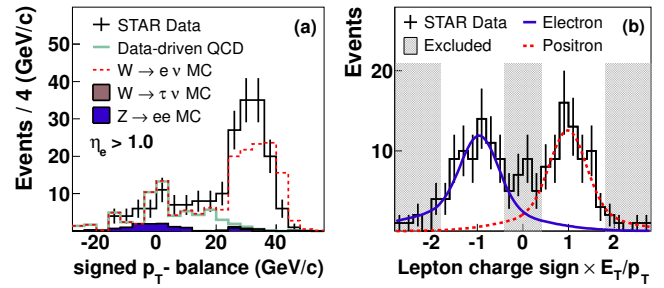 STAR Data
(a)
Data-driven QCD
W → e ν MC
W → τ ν MC
Z → ee MC
η_e > 1.0
Events / 4 (GeV/c)
50
40
30
20
10
-20 0 20 40
signed p_T- balance (GeV/c)
(b)
STAR Data Electron
Excluded Positron
Events
20
10
0
-2 -1 0 1 2
Lepton charge sign × E_T/p_T